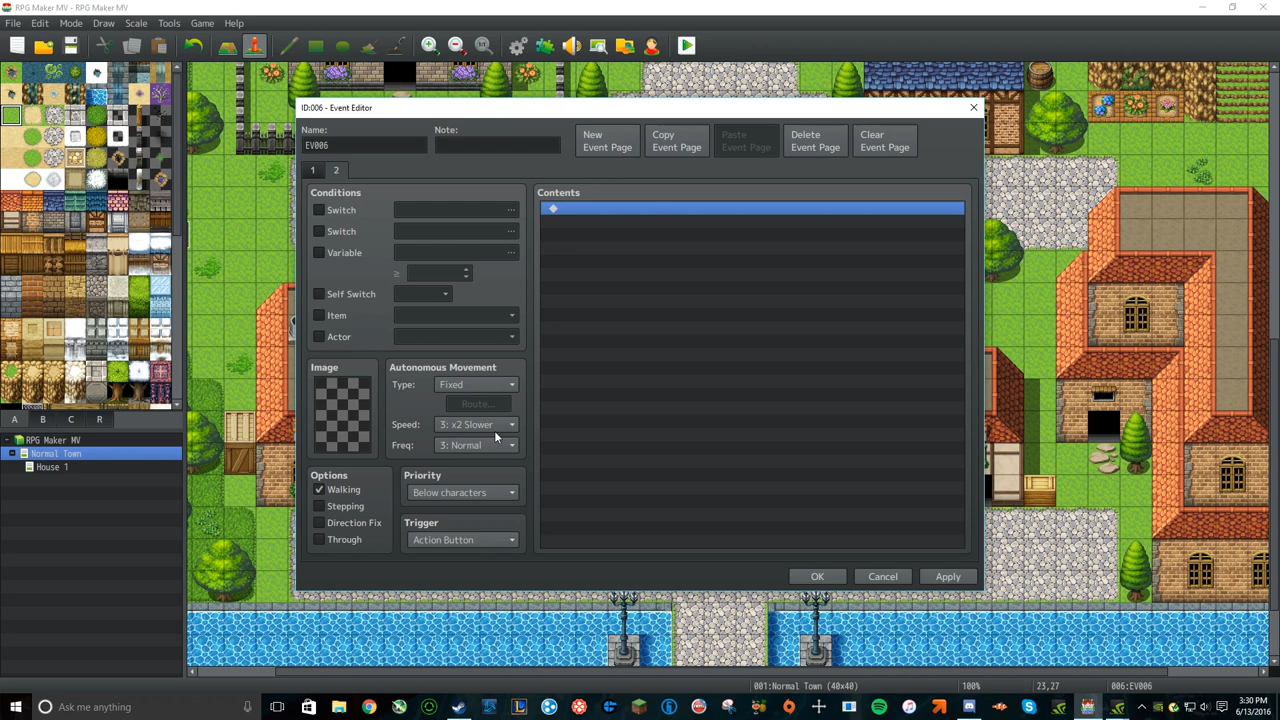 RPG Maker MV - RPG Maker MV
File Edit Mode Draw Scale Tools Game Help
ID:006 - Event Editor
Name:
EV006
Note:
New
Event Page
Copy
Event Page
Paste
Event Page
Delete
Event Page
Clear
Event Page
1 2
Conditions
Switch ...
Switch ...
Variable ...
≥
Self Switch
Item
Actor
Contents
Image
Autonomous Movement
Type: Fixed
Route...
Speed: 3: x2 Slower
Freq: 3: Normal
Options
Walking
Stepping
Direction Fix
Through
Priority
Below characters
Trigger
Action Button
OK Cancel Apply
A B C R
RPG Maker MV
Normal Town
House 1
001:Normal Town (40x40) 100% 23,27 006:EV006
Ask me anything
3:30 PM
6/13/2016